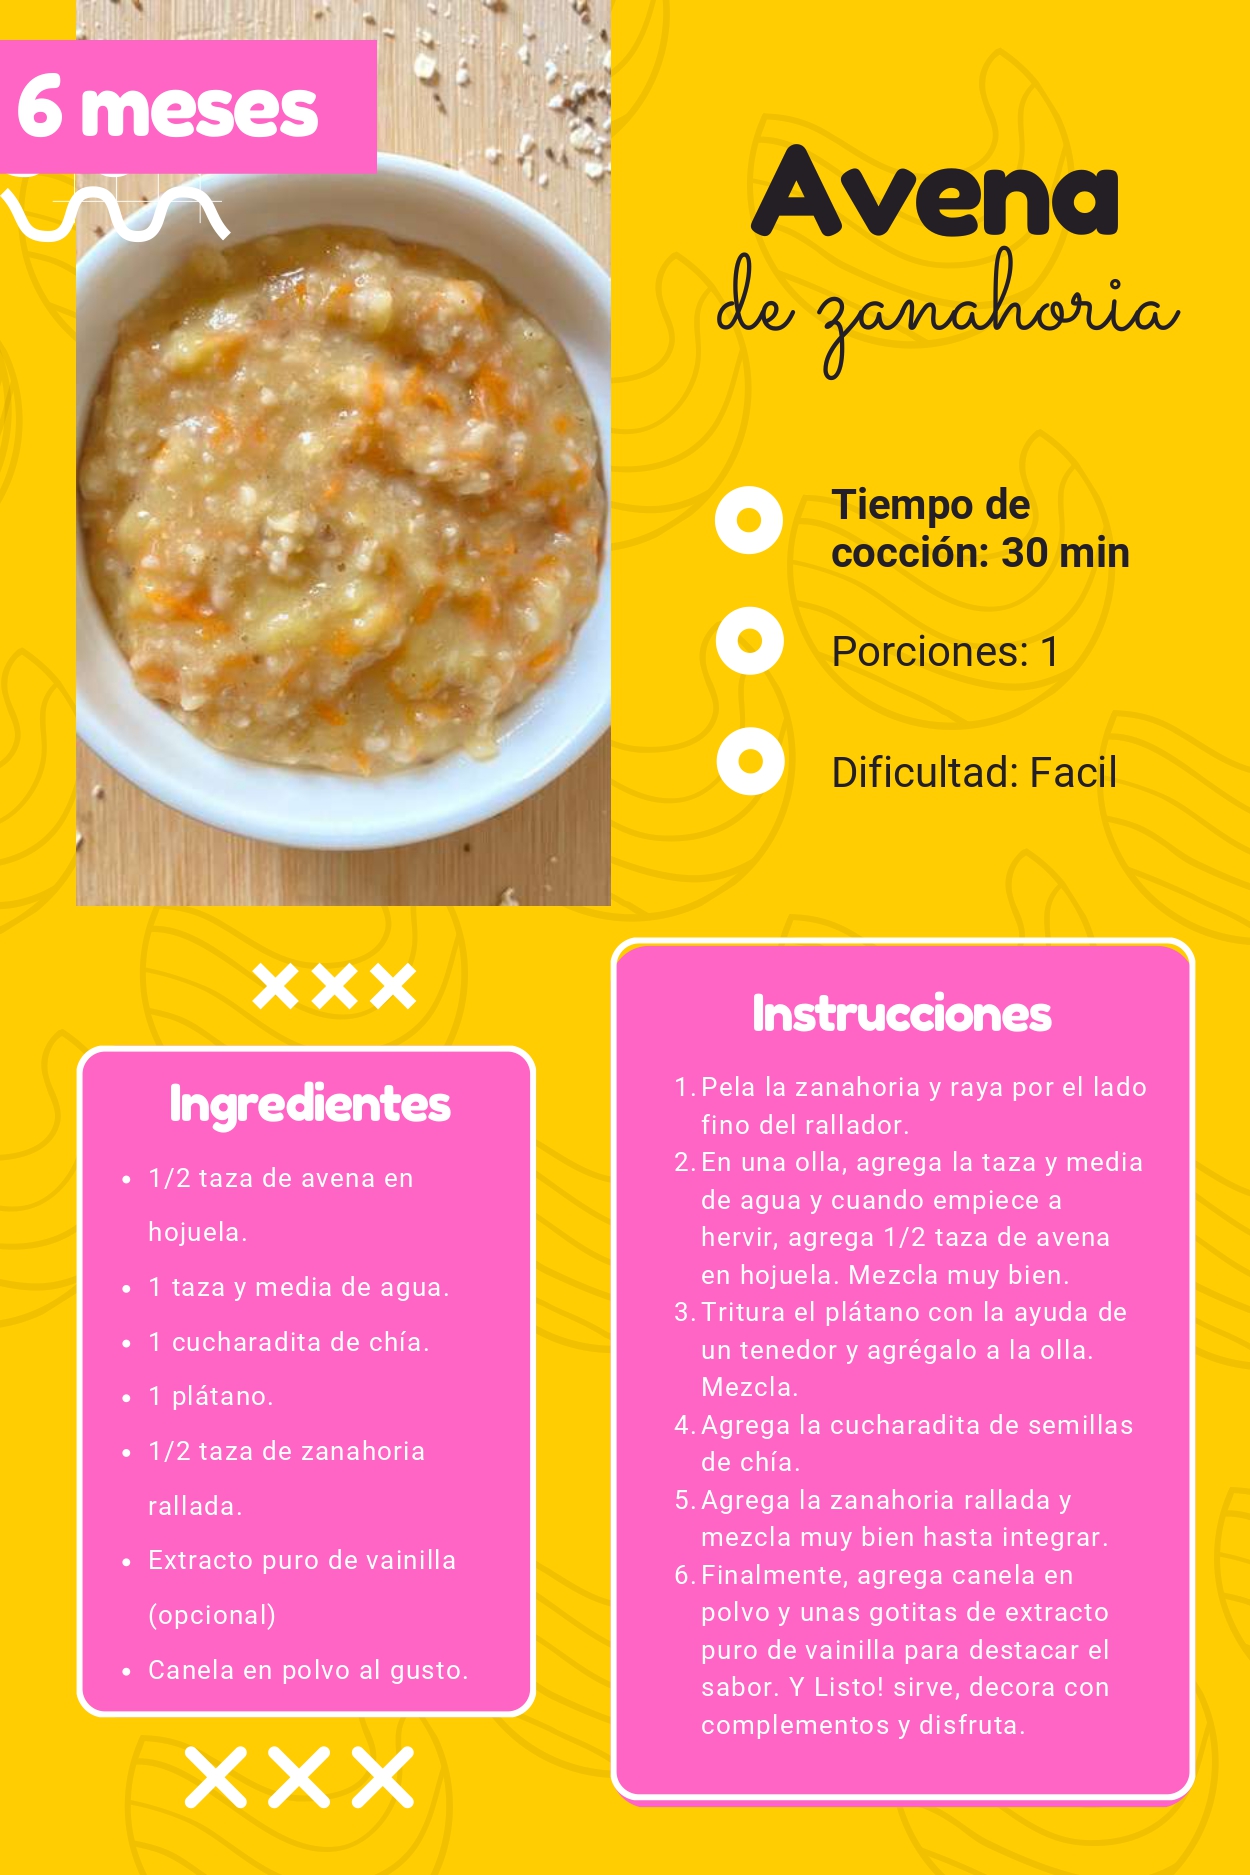 6 meses
Avena
de zanahoria
Tiempo de
cocción: 30 min
Porciones: 1
Dificultad: Facil
Ingredientes
• 1/2 taza de avena en
hojuela.
• 1 taza y media de agua.
• 1 cucharadita de chía.
• 1 plátano.
• 1/2 taza de zanahoria
rallada.
• Extracto puro de vainilla
(opcional)
• Canela en polvo al gusto.
Instrucciones
1. Pela la zanahoria y raya por el lado
fino del rallador.
2. En una olla, agrega la taza y media
de agua y cuando empiece a
hervir, agrega 1/2 taza de avena
en hojuela. Mezcla muy bien.
3. Tritura el plátano con la ayuda de
un tenedor y agrégalo a la olla.
Mezcla.
4. Agrega la cucharadita de semillas
de chía.
5. Agrega la zanahoria rallada y
mezcla muy bien hasta integrar.
6. Finalmente, agrega canela en
polvo y unas gotitas de extracto
puro de vainilla para destacar el
sabor. Y Listo! sirve, decora con
complementos y disfruta.